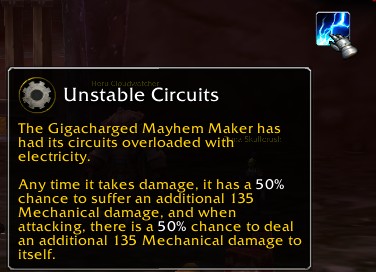 Unstable Circuits
The Gigacharged Mayhem Maker has
had its circuits overloaded with
electricity.
Any time it takes damage, it has a 50%
chance to suffer an additional 135
Mechanical damage, and when
attacking, there is a 50% chance to deal
an additional 135 Mechanical damage to
itself.